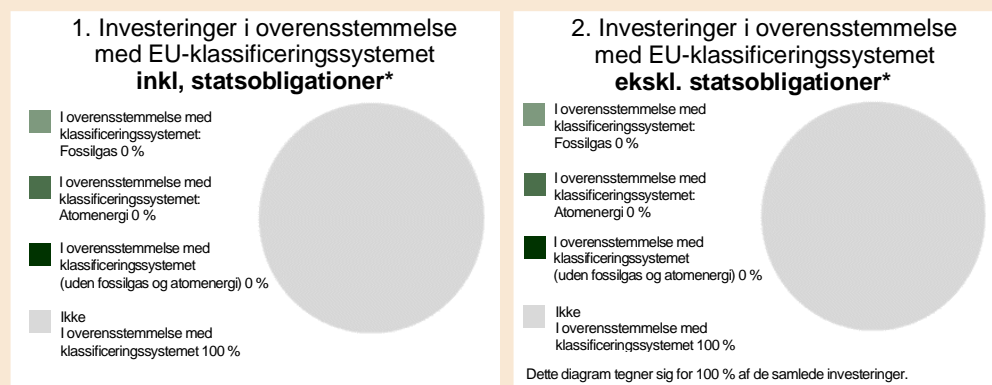 1. Investeringer i overensstemmelse
med EU-klassificeringssystemet
inkl, statsobligationer*
I overensstemmelse med
klassificeringssystemet:
Fossilgas 0 %
I overensstemmelse med
klassificeringssystemet:
Atomenergi 0 %
I overensstemmelse med
klassificeringssystemet
(uden fossilgas og atomenergi) 0 %
Ikke
I overensstemmelse med
klassificeringssystemet 100 %
2. Investeringer i overensstemmelse
med EU-klassificeringssystemet
ekskl. statsobligationer*
I overensstemmelse med
klassificeringssystemet:
Fossilgas 0 %
I overensstemmelse med
klassificeringssystemet:
Atomenergi 0 %
I overensstemmelse med
klassificeringssystemet
(uden fossilgas og atomenergi) 0 %
Ikke
I overensstemmelse med
klassificeringssystemet 100 %
Dette diagram tegner sig for 100 % af de samlede investeringer.